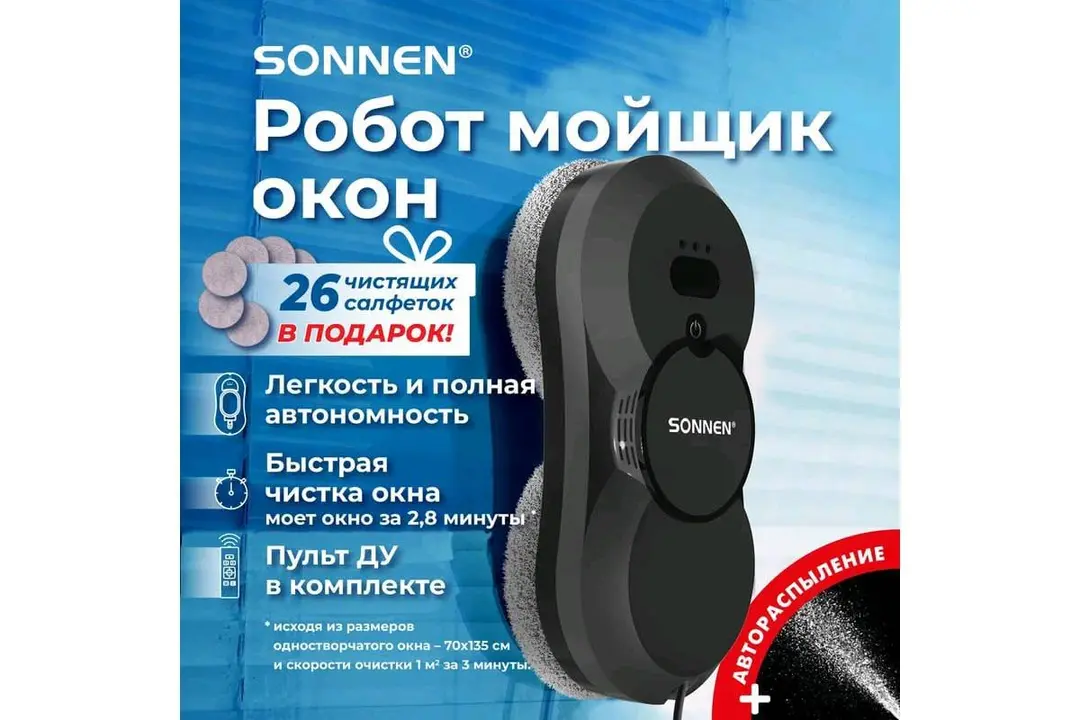 SONNEN®
Робот мойщик
окон
26 чистящих
салфеток
В ПОДАРОК!
Легкость и полная
автономность
Быстрая
чистка окна
моет окно за 2,8 минуты *
Пульт ДУ
в комплекте
* исходя из размеров
одностворчатого окна – 70х135 см
и скорости очистки 1 м² за 3 минуты.
SONNEN®
+ АВТОРАСПЫЛЕНИЕ